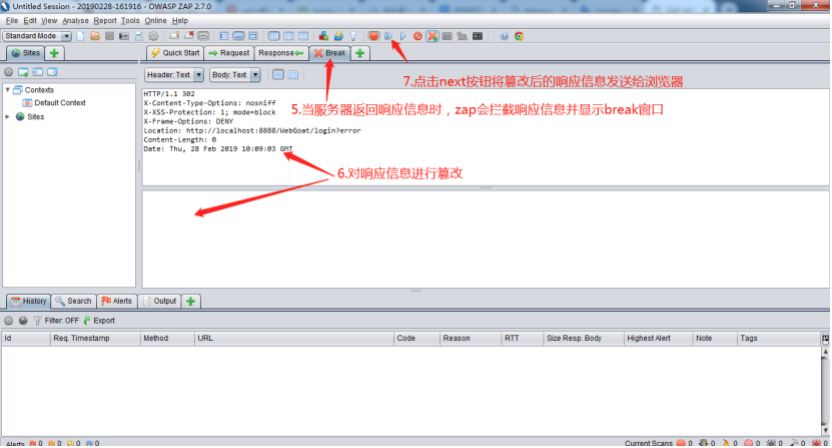 Untitled Session - 20190228-161916 - OWASP ZAP 2.7.0
File Edit View Analyse Report Tools Online Help
Standard Mode
Sites
Quick Start Request Response Break
Header: Text Body: Text
7.点击next按钮将篡改后的响应信息发送给浏览器
Contexts
Default Context
Sites
HTTP/1.1 302
X-Content-Type-Options: nosniff
X-XSS-Protection: 1; mode=block
X-Frame-Options: DENY
Location: http://localhost:8888/WebGoat/login?error
Content-Length: 0
Date: Thu, 28 Feb 2019 10:09:03 GMT
5.当服务器返回响应信息时，zap会拦截响应信息并显示break窗口
6.对响应信息进行篡改
History Search Alerts Output
Filter: OFF Export
Id Req. Timestamp Method URL Code Reason RTT Size Resp. Body Highest Alert Note Tags
Alerts 0 0 0 0 Current Scans 0 0 0 0 0 0 0 0